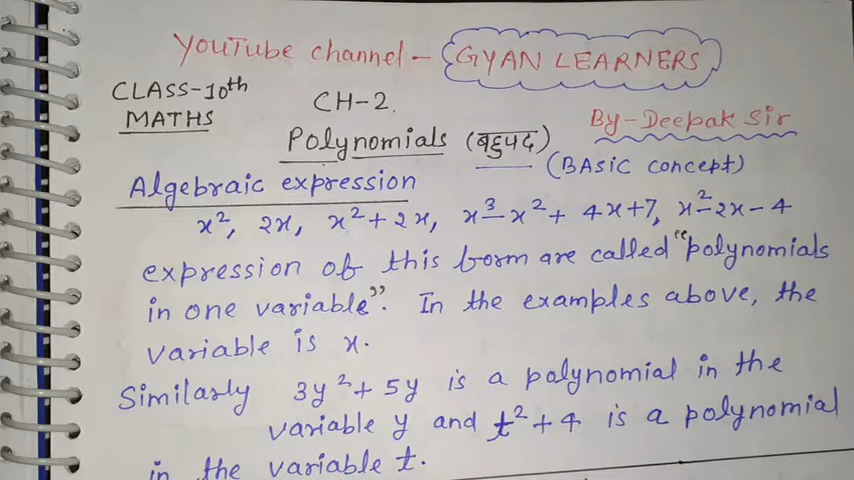 YouTube channel - GYAN LEARNERS
CLASS-10th
MATHS
CH-2.
By-Deepak Sir
Polynomials (बहुपद)
(BASiC concept)
Algebraic expression
x², 2x, x²+2x, x³-x²+4x+7, x²-2x-4
expression of this form are called "polynomials
in one variable". In the examples above, the
variable is x.
Similarly 3y²+5y is a polynomial in the
variable y and t²+4 is a polynomial
in the variable t.